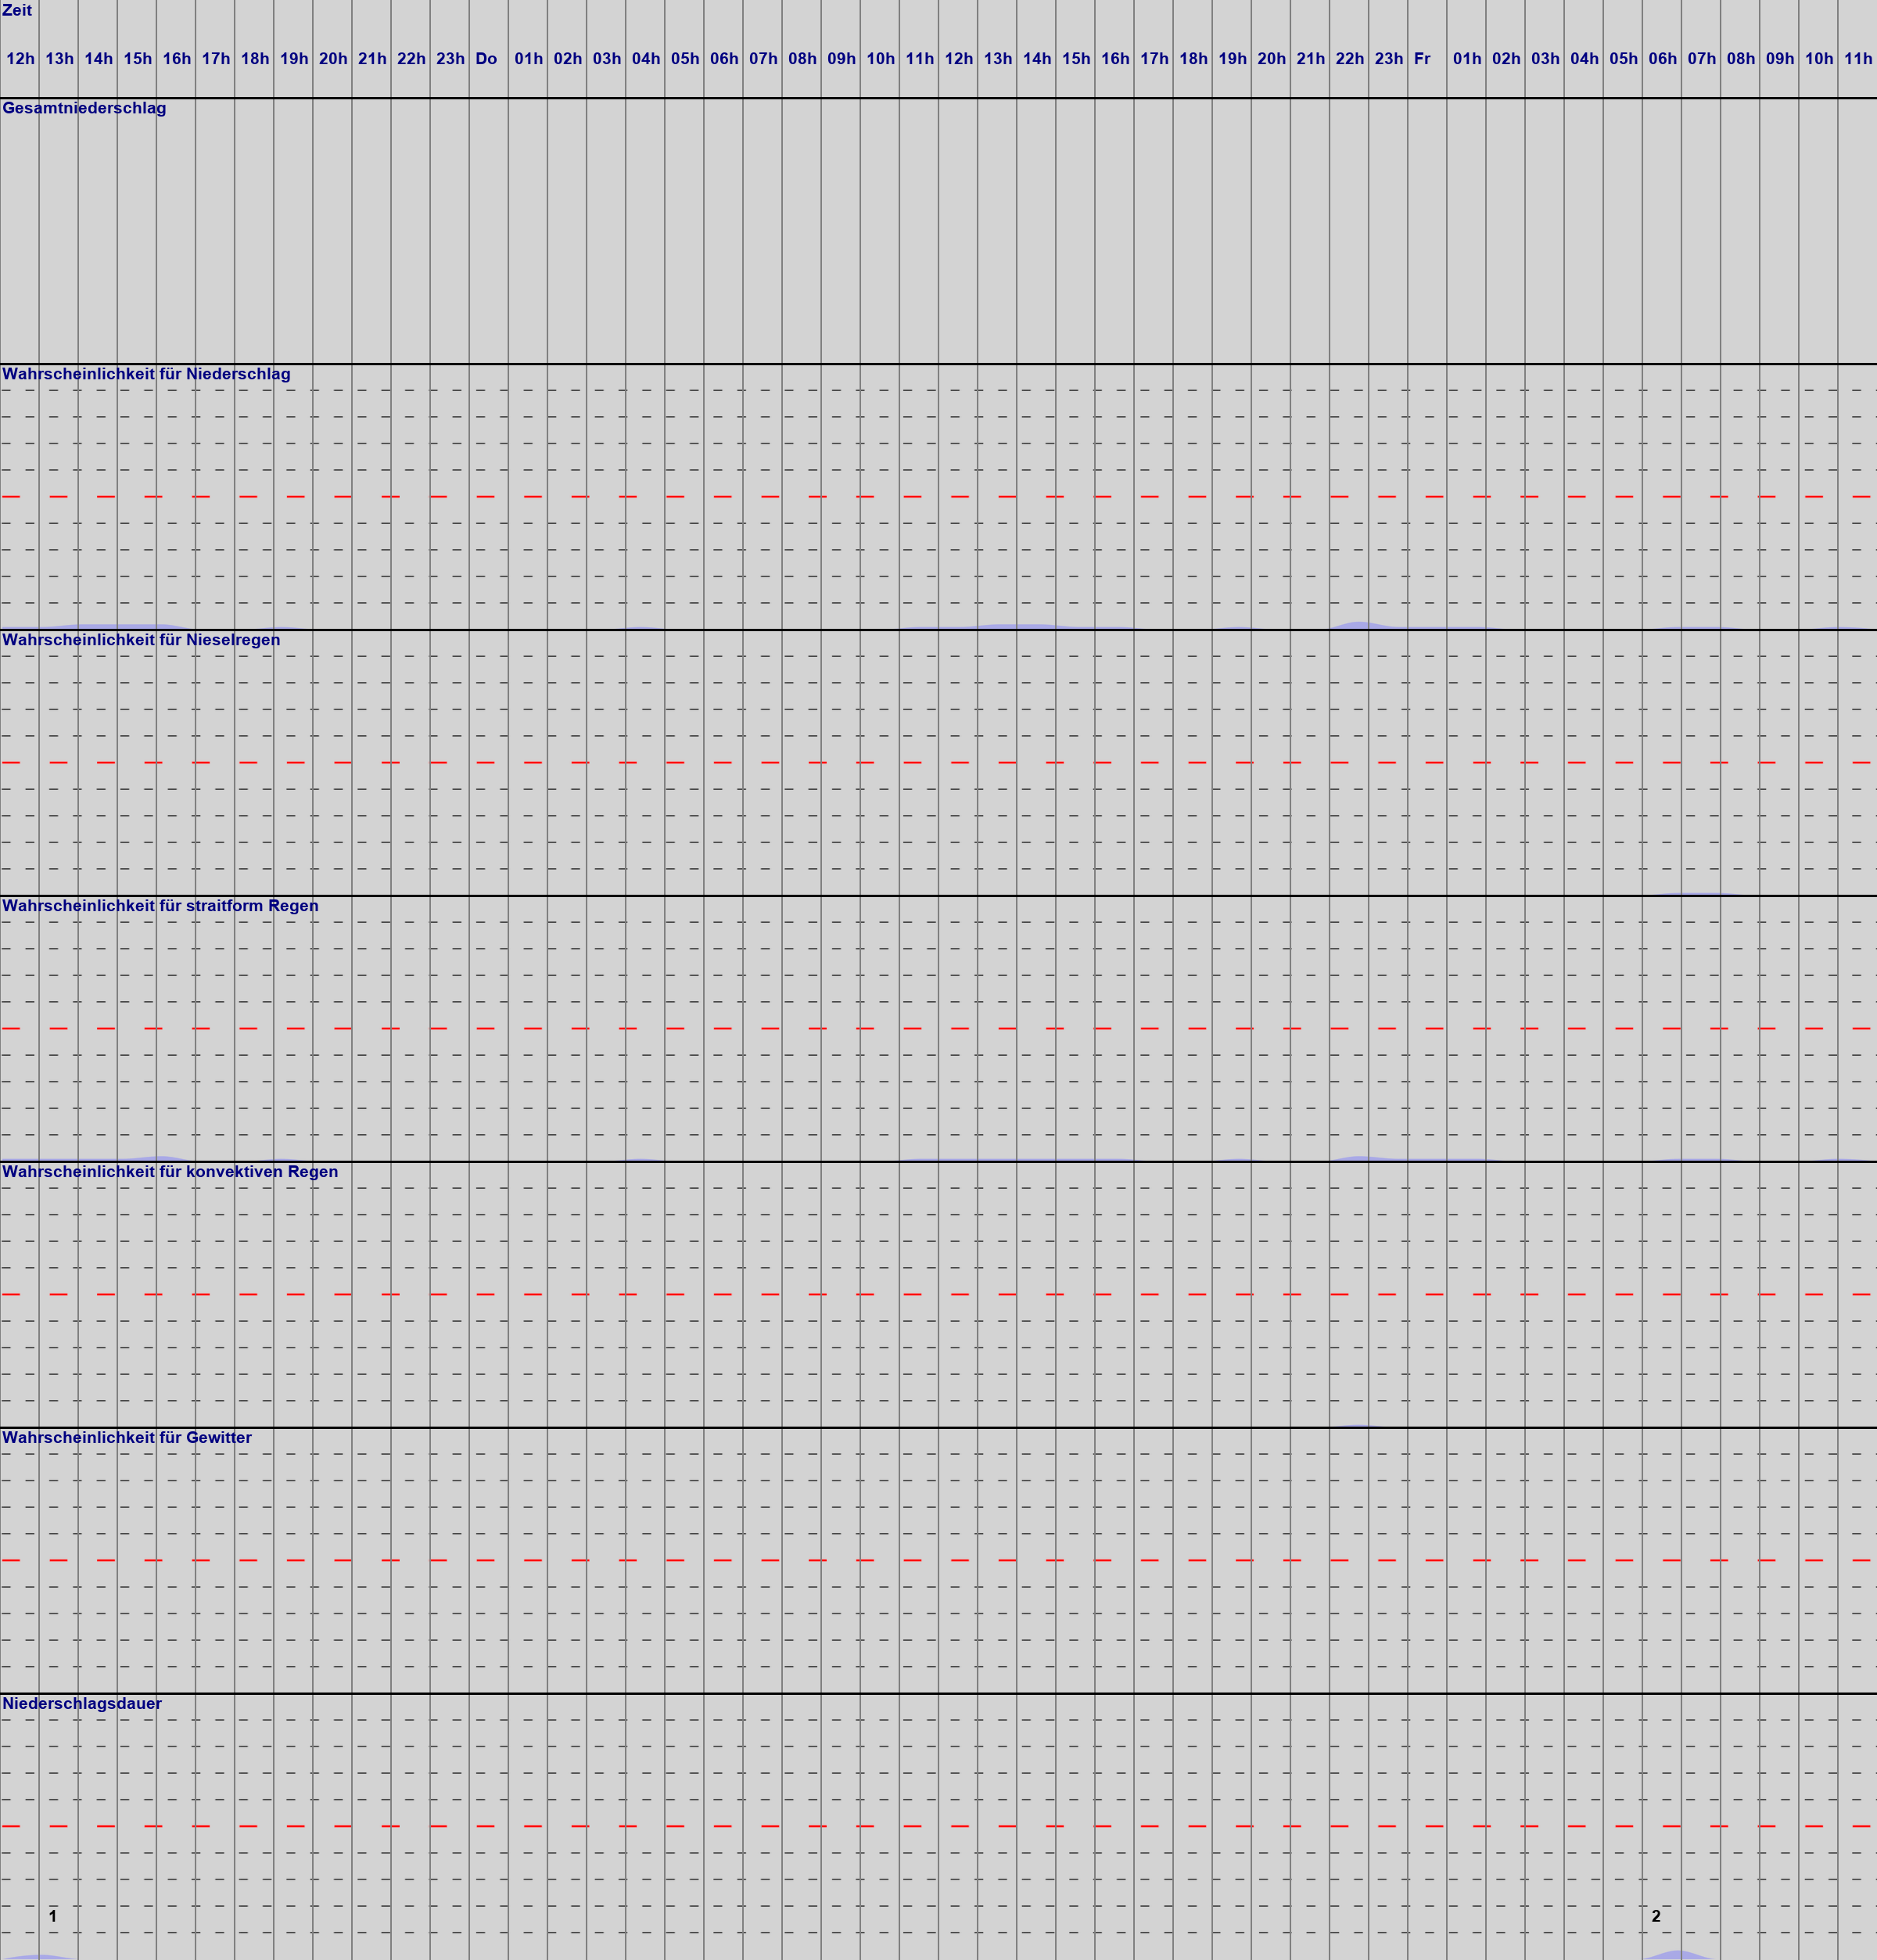 Zeit
12h 13h 14h 15h 16h 17h 18h 19h 20h 21h 22h 23h Do 01h 02h 03h 04h 05h 06h 07h 08h 09h 10h 11h 12h 13h 14h 15h 16h 17h 18h 19h 20h 21h 22h 23h Fr 01h 02h 03h 04h 05h 06h 07h 08h 09h 10h 11h
Gesamtniederschlag
Wahrscheinlichkeit für Niederschlag
Wahrscheinlichkeit für Nieselregen
Wahrscheinlichkeit für straitform Regen
Wahrscheinlichkeit für konvektiven Regen
Wahrscheinlichkeit für Gewitter
Niederschlagsdauer
1 2